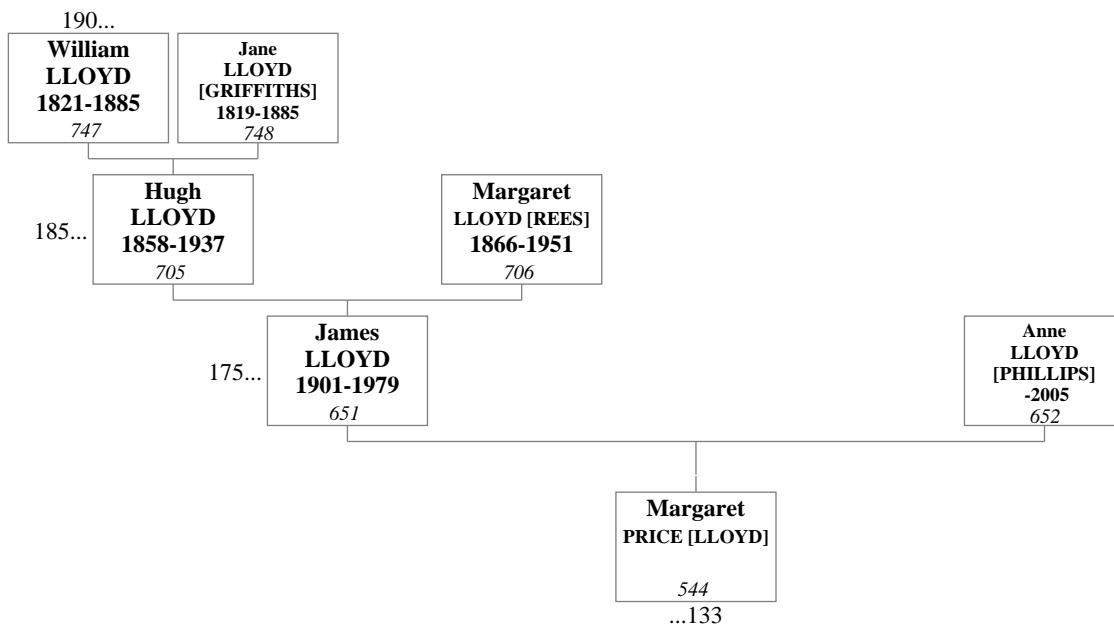 190...
William
LLOYD
1821-1885
747
Jane
LLOYD
[GRIFFITHS]
1819-1885
748
185...
Hugh
LLOYD
1858-1937
705
Margaret
LLOYD [REES]
1866-1951
706
175...
James
LLOYD
1901-1979
651
Anne
LLOYD
[PHILLIPS]
-2005
652
Margaret
PRICE [LLOYD]
544
...133